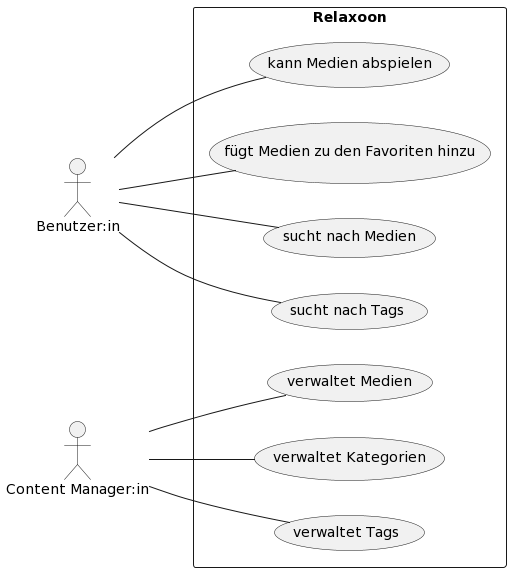 Relaxoon
kann Medien abspielen
fügt Medien zu den Favoriten hinzu
Benutzer:in
sucht nach Medien
sucht nach Tags
verwaltet Medien
verwaltet Kategorien
Content Manager:in
verwaltet Tags